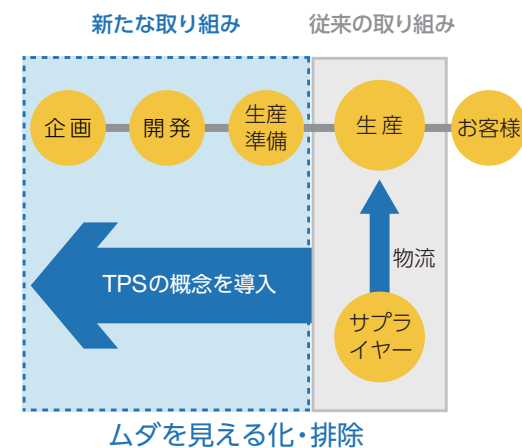 新たな取り組み
従来の取り組み
企画
開発
生産
準備
生産
お客様
TPSの概念を導入
物流
サプラ
イヤー
ムダを見える化・排除